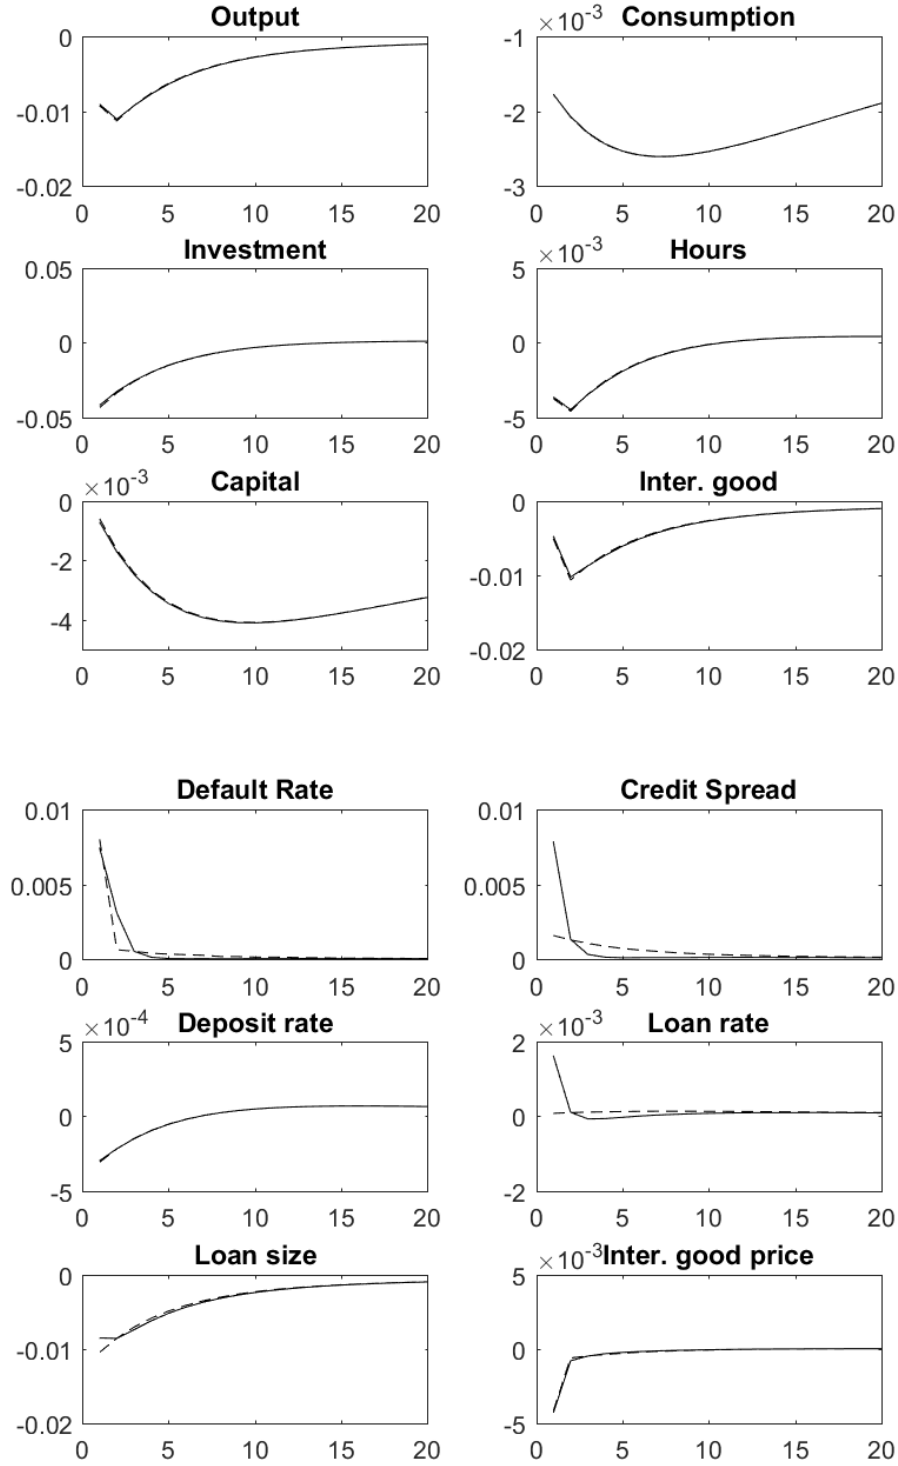 Output
×10⁻³ Consumption
0 -1
-0.01 -2
-0.02 -3
0 5 10 15 20 0 5 10 15 20
Investment
×10⁻³ Hours
0.05 5
0 0
-0.05 -5
0 5 10 15 20 0 5 10 15 20
×10⁻³ Capital
Inter. good
0 0
-2 -0.01
-4 -0.02
0 5 10 15 20 0 5 10 15 20
Default Rate
Credit Spread
0.01 0.01
0.005 0.005
0 0
0 5 10 15 20 0 5 10 15 20
×10⁻⁴ Deposit rate
×10⁻³ Loan rate
5 2
0 0
-5 -2
0 5 10 15 20 0 5 10 15 20
Loan size
×10⁻³ Inter. good price
0 5
-0.01 0
-0.02 -5
0 5 10 15 20 0 5 10 15 20